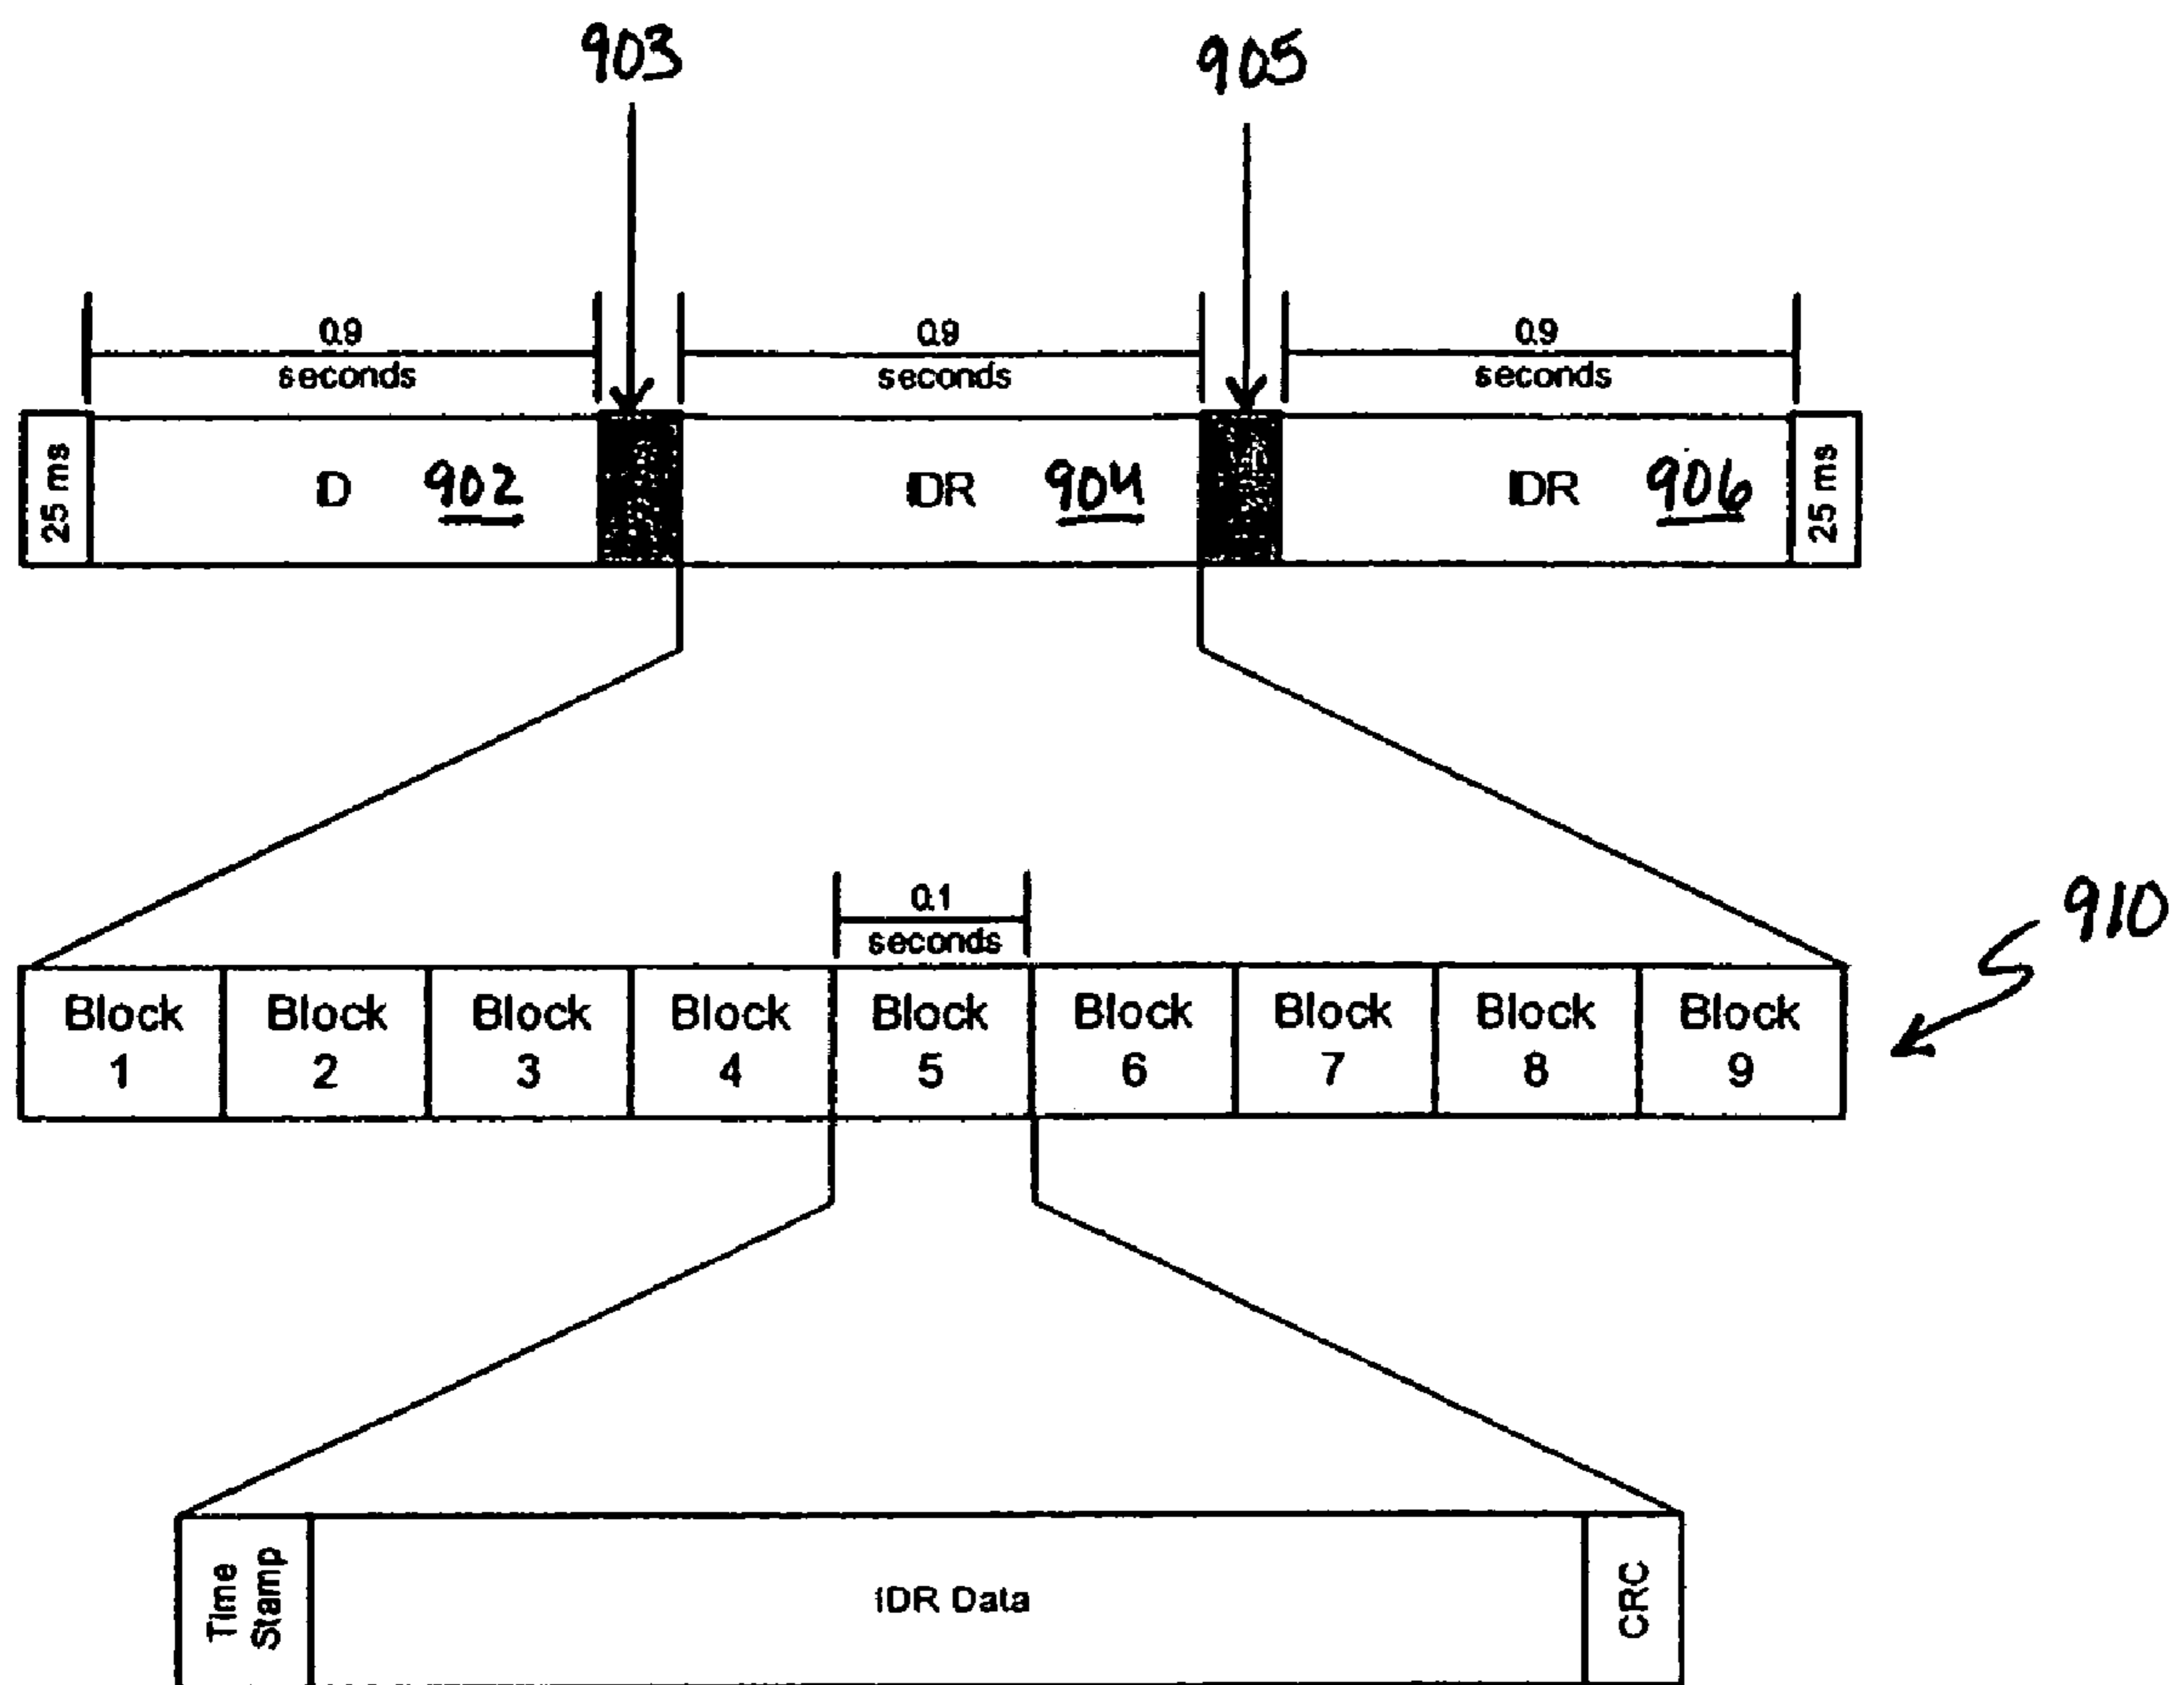 903
905
0.9
seconds
0.9
seconds
0.9
seconds
25 ms
ID 902
IDR 904
IDR 906
25 ms
0.1
seconds
910
Block
1
Block
2
Block
3
Block
4
Block
5
Block
6
Block
7
Block
8
Block
9
Time
Stamp
IDR Data
CRC